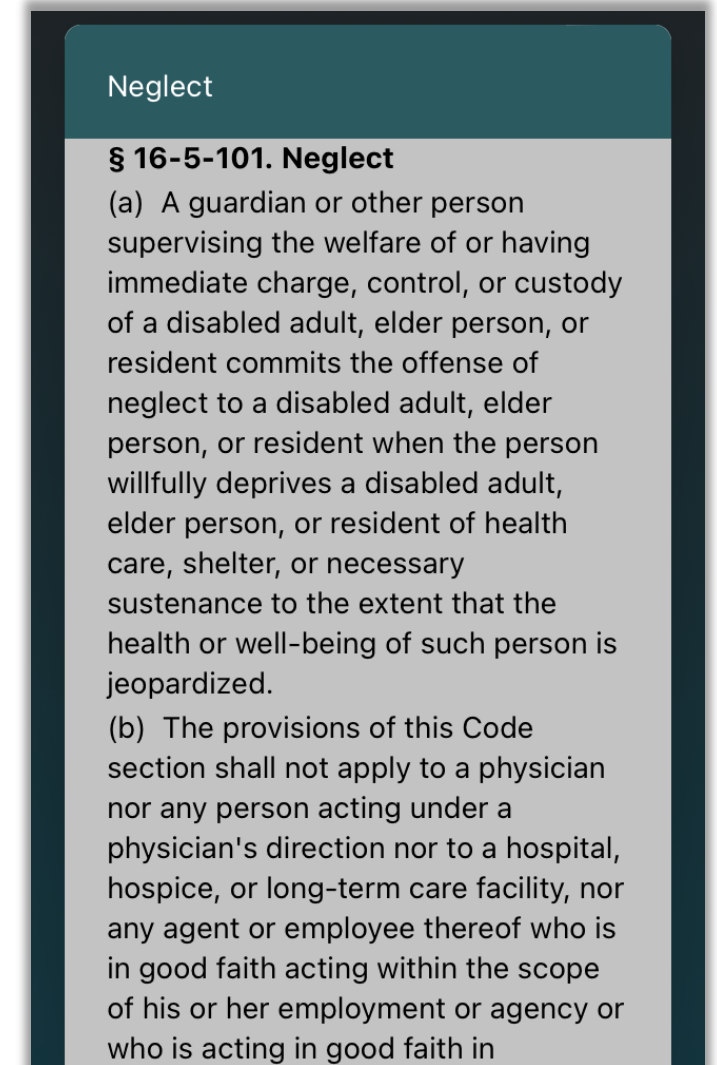 Neglect
§ 16-5-101. Neglect
(a) A guardian or other person
supervising the welfare of or having
immediate charge, control, or custody
of a disabled adult, elder person, or
resident commits the offense of
neglect to a disabled adult, elder
person, or resident when the person
willfully deprives a disabled adult,
elder person, or resident of health
care, shelter, or necessary
sustenance to the extent that the
health or well-being of such person is
jeopardized.
(b) The provisions of this Code
section shall not apply to a physician
nor any person acting under a
physician's direction nor to a hospital,
hospice, or long-term care facility, nor
any agent or employee thereof who is
in good faith acting within the scope
of his or her employment or agency or
who is acting in good faith in